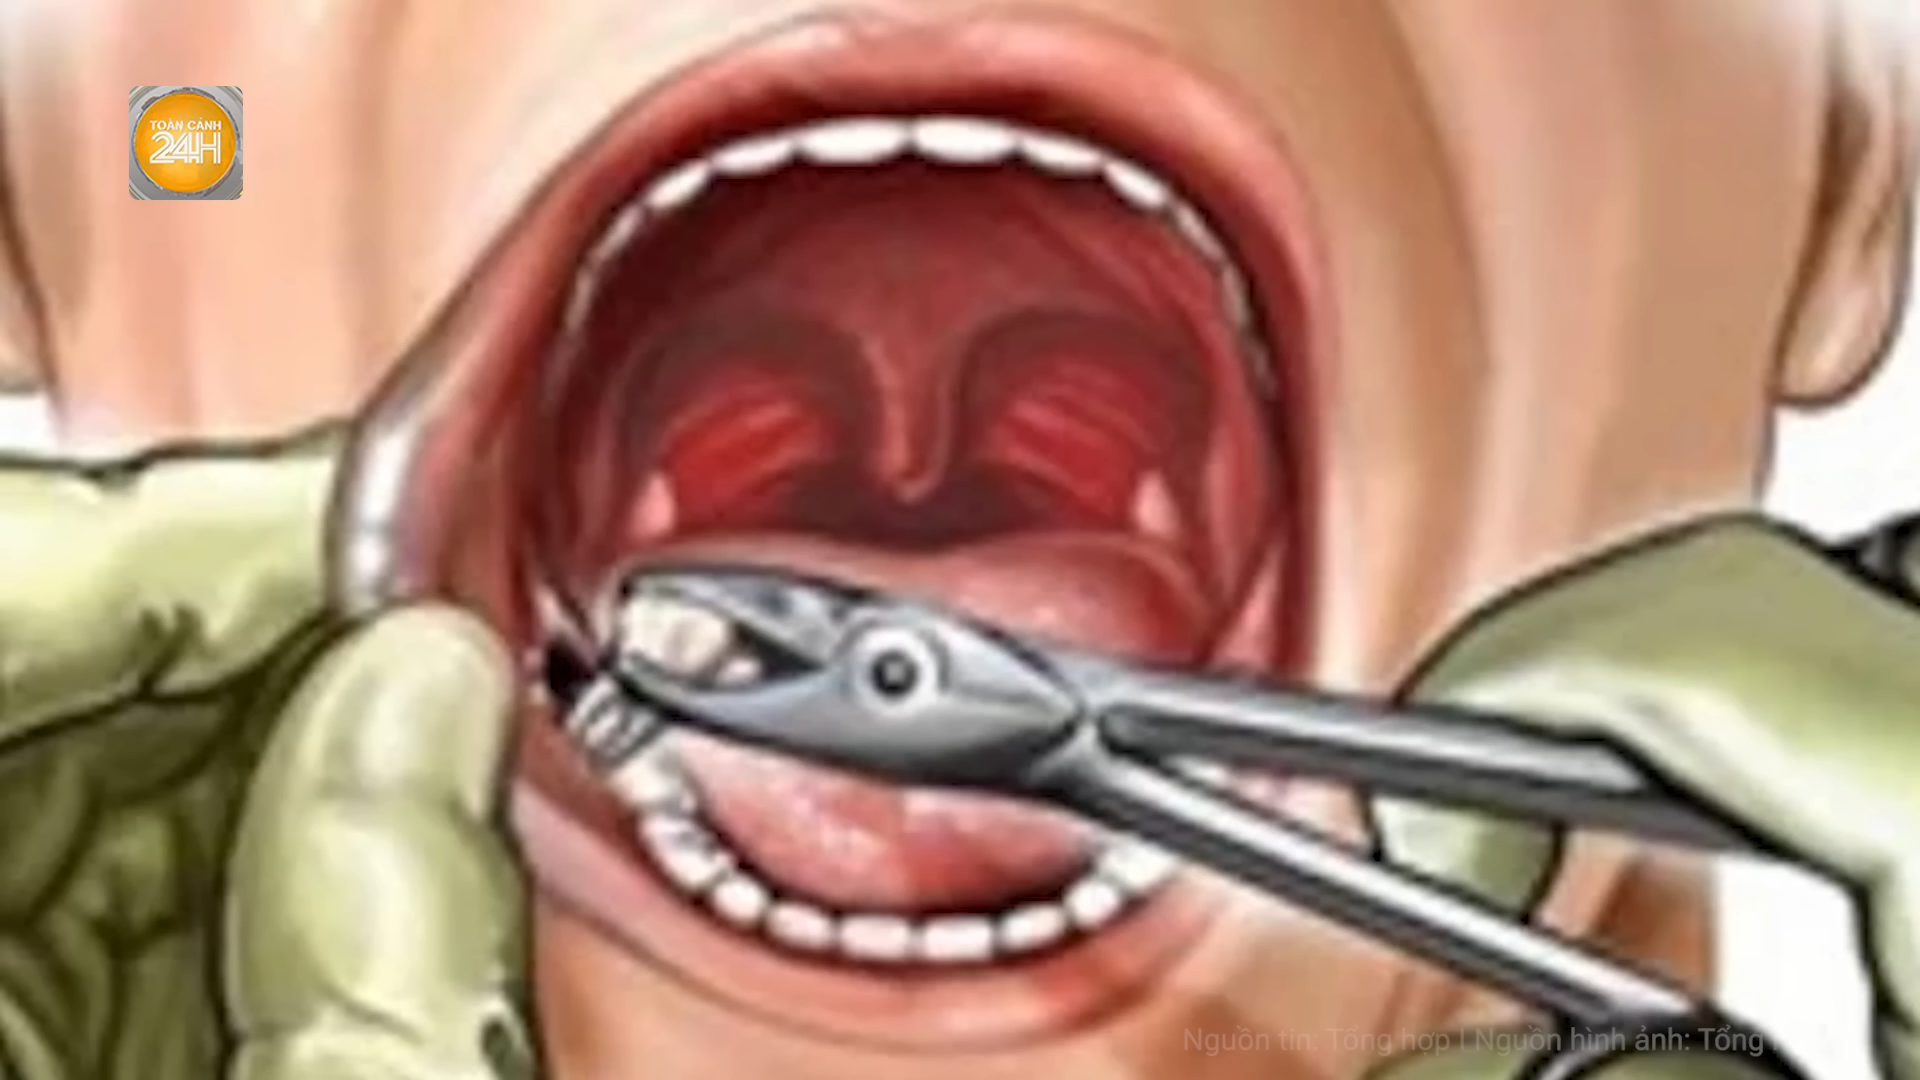 TOÀN CẢNH
24H
Nguồn tin: Tổng hợp | Nguồn hình ảnh: Tổng